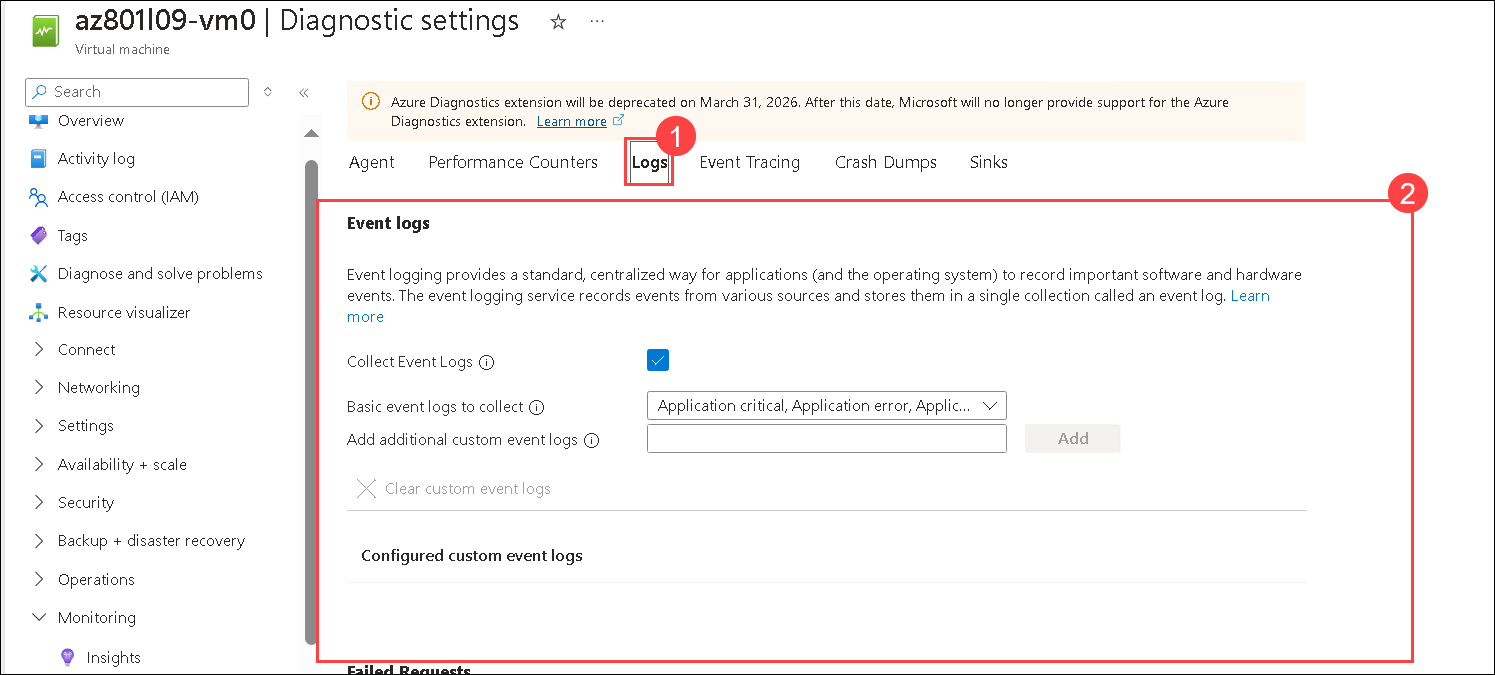 az801l09-vm0 | Diagnostic settings
Virtual machine
Search
Overview
Activity log
Access control (IAM)
Tags
Diagnose and solve problems
Resource visualizer
Connect
Networking
Settings
Availability + scale
Security
Backup + disaster recovery
Operations
Monitoring
Insights
Azure Diagnostics extension will be deprecated on March 31, 2026. After this date, Microsoft will no longer provide support for the Azure
Diagnostics extension. Learn more
1
Agent Performance Counters Logs Event Tracing Crash Dumps Sinks
2
Event logs
Event logging provides a standard, centralized way for applications (and the operating system) to record important software and hardware
events. The event logging service records events from various sources and stores them in a single collection called an event log. Learn
more
Collect Event Logs
Basic event logs to collect Application critical, Application error, Applic...
Add additional custom event logs Add
Clear custom event logs
Configured custom event logs
Failed Requests